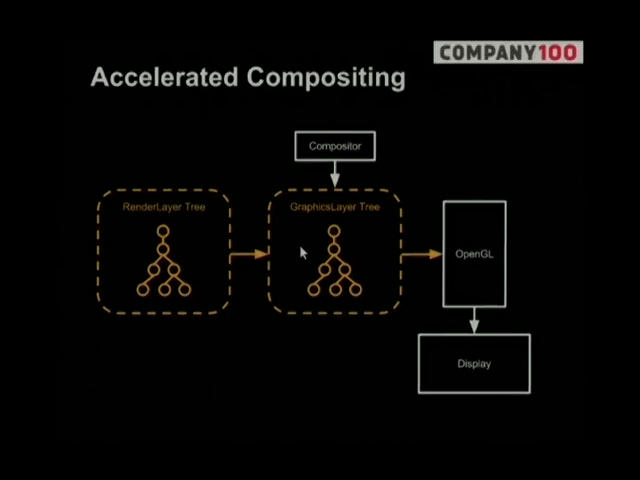 COMPANY100
Accelerated Compositing
Compositor
RenderLayer Tree
GraphicsLayer Tree
OpenGL
Display